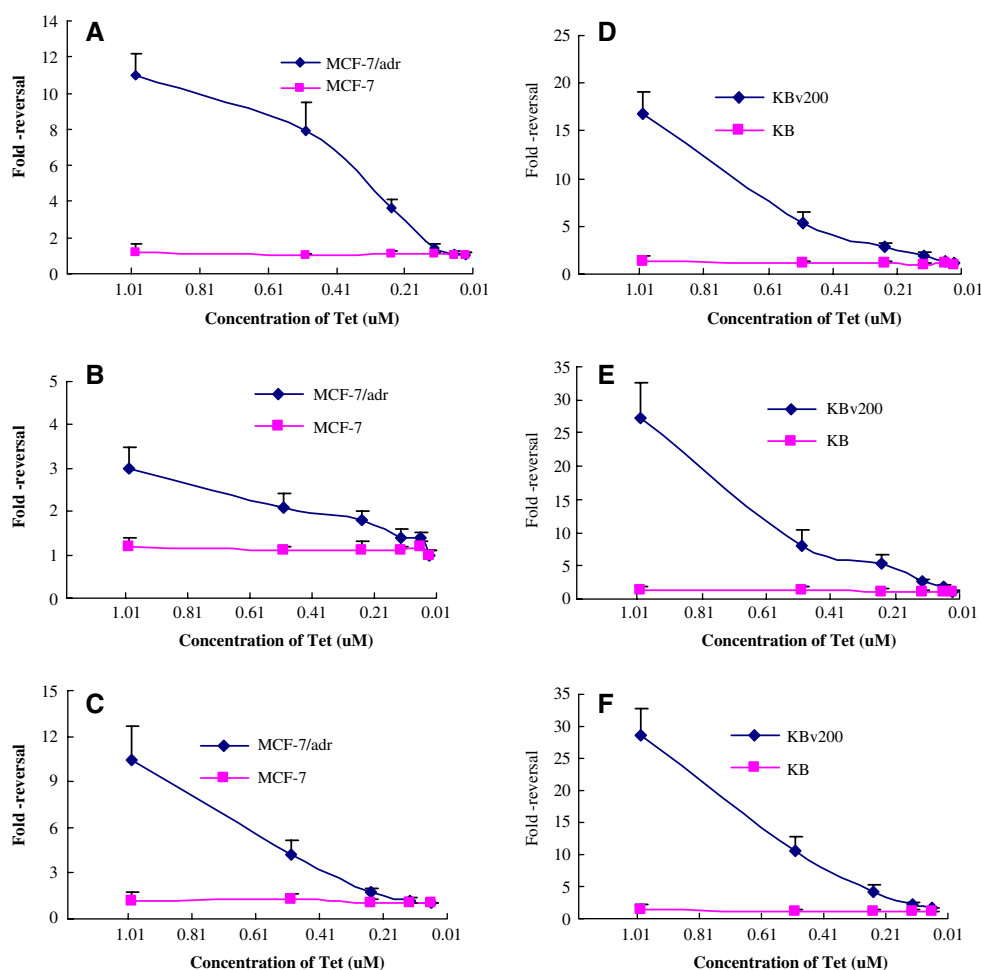 A
Fold -reversal
14
12
10
8
6
4
2
0
MCF-7/adr
MCF-7
1.01 0.81 0.61 0.41 0.21 0.01
Concentration of Tet (uM)
D
Fold -reversal
25
20
15
10
5
0
KBv200
KB
1.01 0.81 0.61 0.41 0.21 0.01
Concentration of Tet (uM)
B
Fold -reversal
5
4
3
2
1
0
MCF-7/adr
MCF-7
1.01 0.81 0.61 0.41 0.21 0.01
Concentration of Tet (uM)
E
Fold -reversal
35
30
25
20
15
10
5
0
KBv200
KB
1.01 0.81 0.61 0.41 0.21 0.01
Concentration of Tet (uM)
C
Fold -reversal
15
12
9
6
3
0
MCF-7/adr
MCF-7
1.01 0.81 0.61 0.41 0.21 0.01
Concentration of Tet (uM)
F
Fold -reversal
35
30
25
20
15
10
5
0
KBv200
KB
1.01 0.81 0.61 0.41 0.21 0.01
Concentration of Tet (uM)